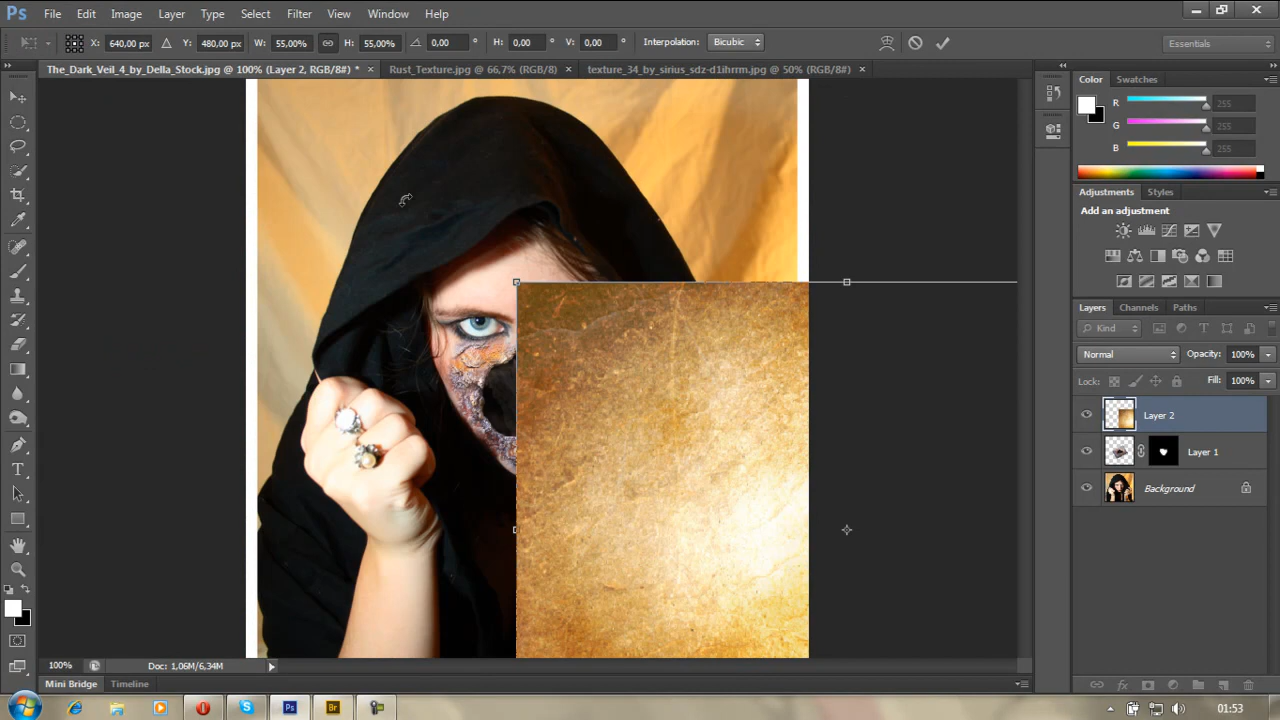 Ps File Edit Image Layer Type Select Filter View Window Help
X: 640,00 px Y: 480,00 px W: 55,00% H: 55,00% 0,00 ° H: 0,00 ° V: 0,00 ° Interpolation: Bicubic Essentials
The_Dark_Veil_4_by_Della_Stock.jpg @ 100% (Layer 2, RGB/8#) * × Rust_Texture.jpg @ 66,7% (RGB/8) × texture_34_by_sirius_sdz-d1ihrrm.jpg @ 50% (RGB/8#) ×
Color Swatches
R 255
G 255
B 255
Adjustments Styles
Add an adjustment
Layers Channels Paths
Kind
Normal Opacity: 100%
Lock: Fill: 100%
Layer 2
Layer 1
Background
100% Doc: 1,06M/6,34M
Mini Bridge Timeline
Ps Br 01:53